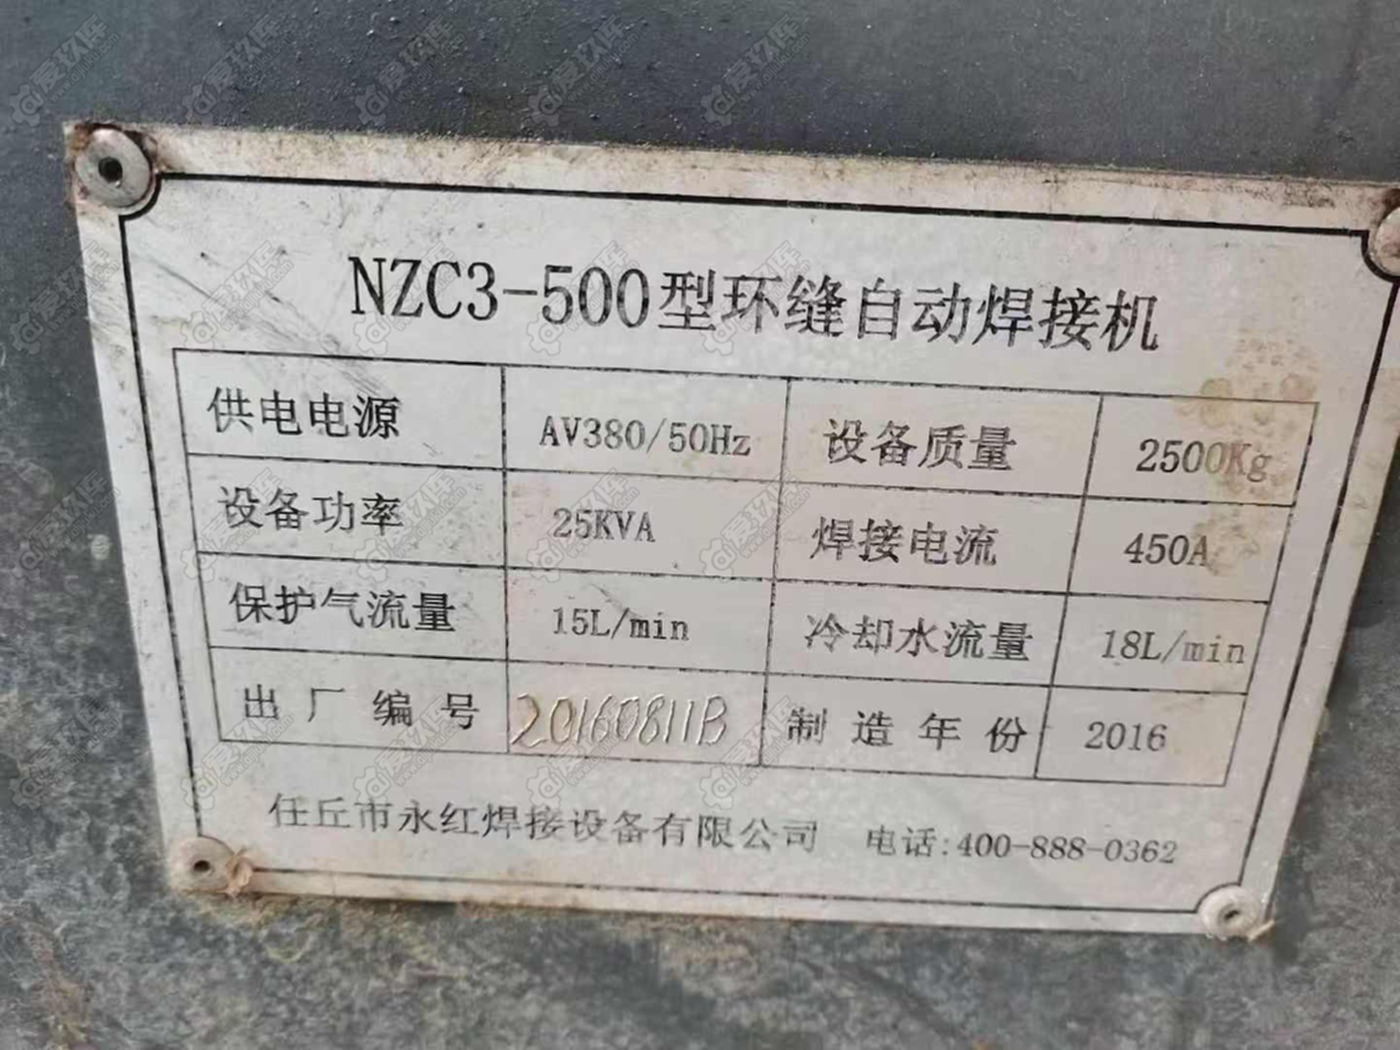 NZC3-500型环缝自动焊接机
供电电源 AV380/50Hz 设备质量 2500Kg
设备功率 25KVA 焊接电流 450A
保护气流量 15L/min 冷却水流量 18L/min
出厂编号 20160811B 制造年份 2016
任丘市永红焊接设备有限公司 电话:400-888-0362